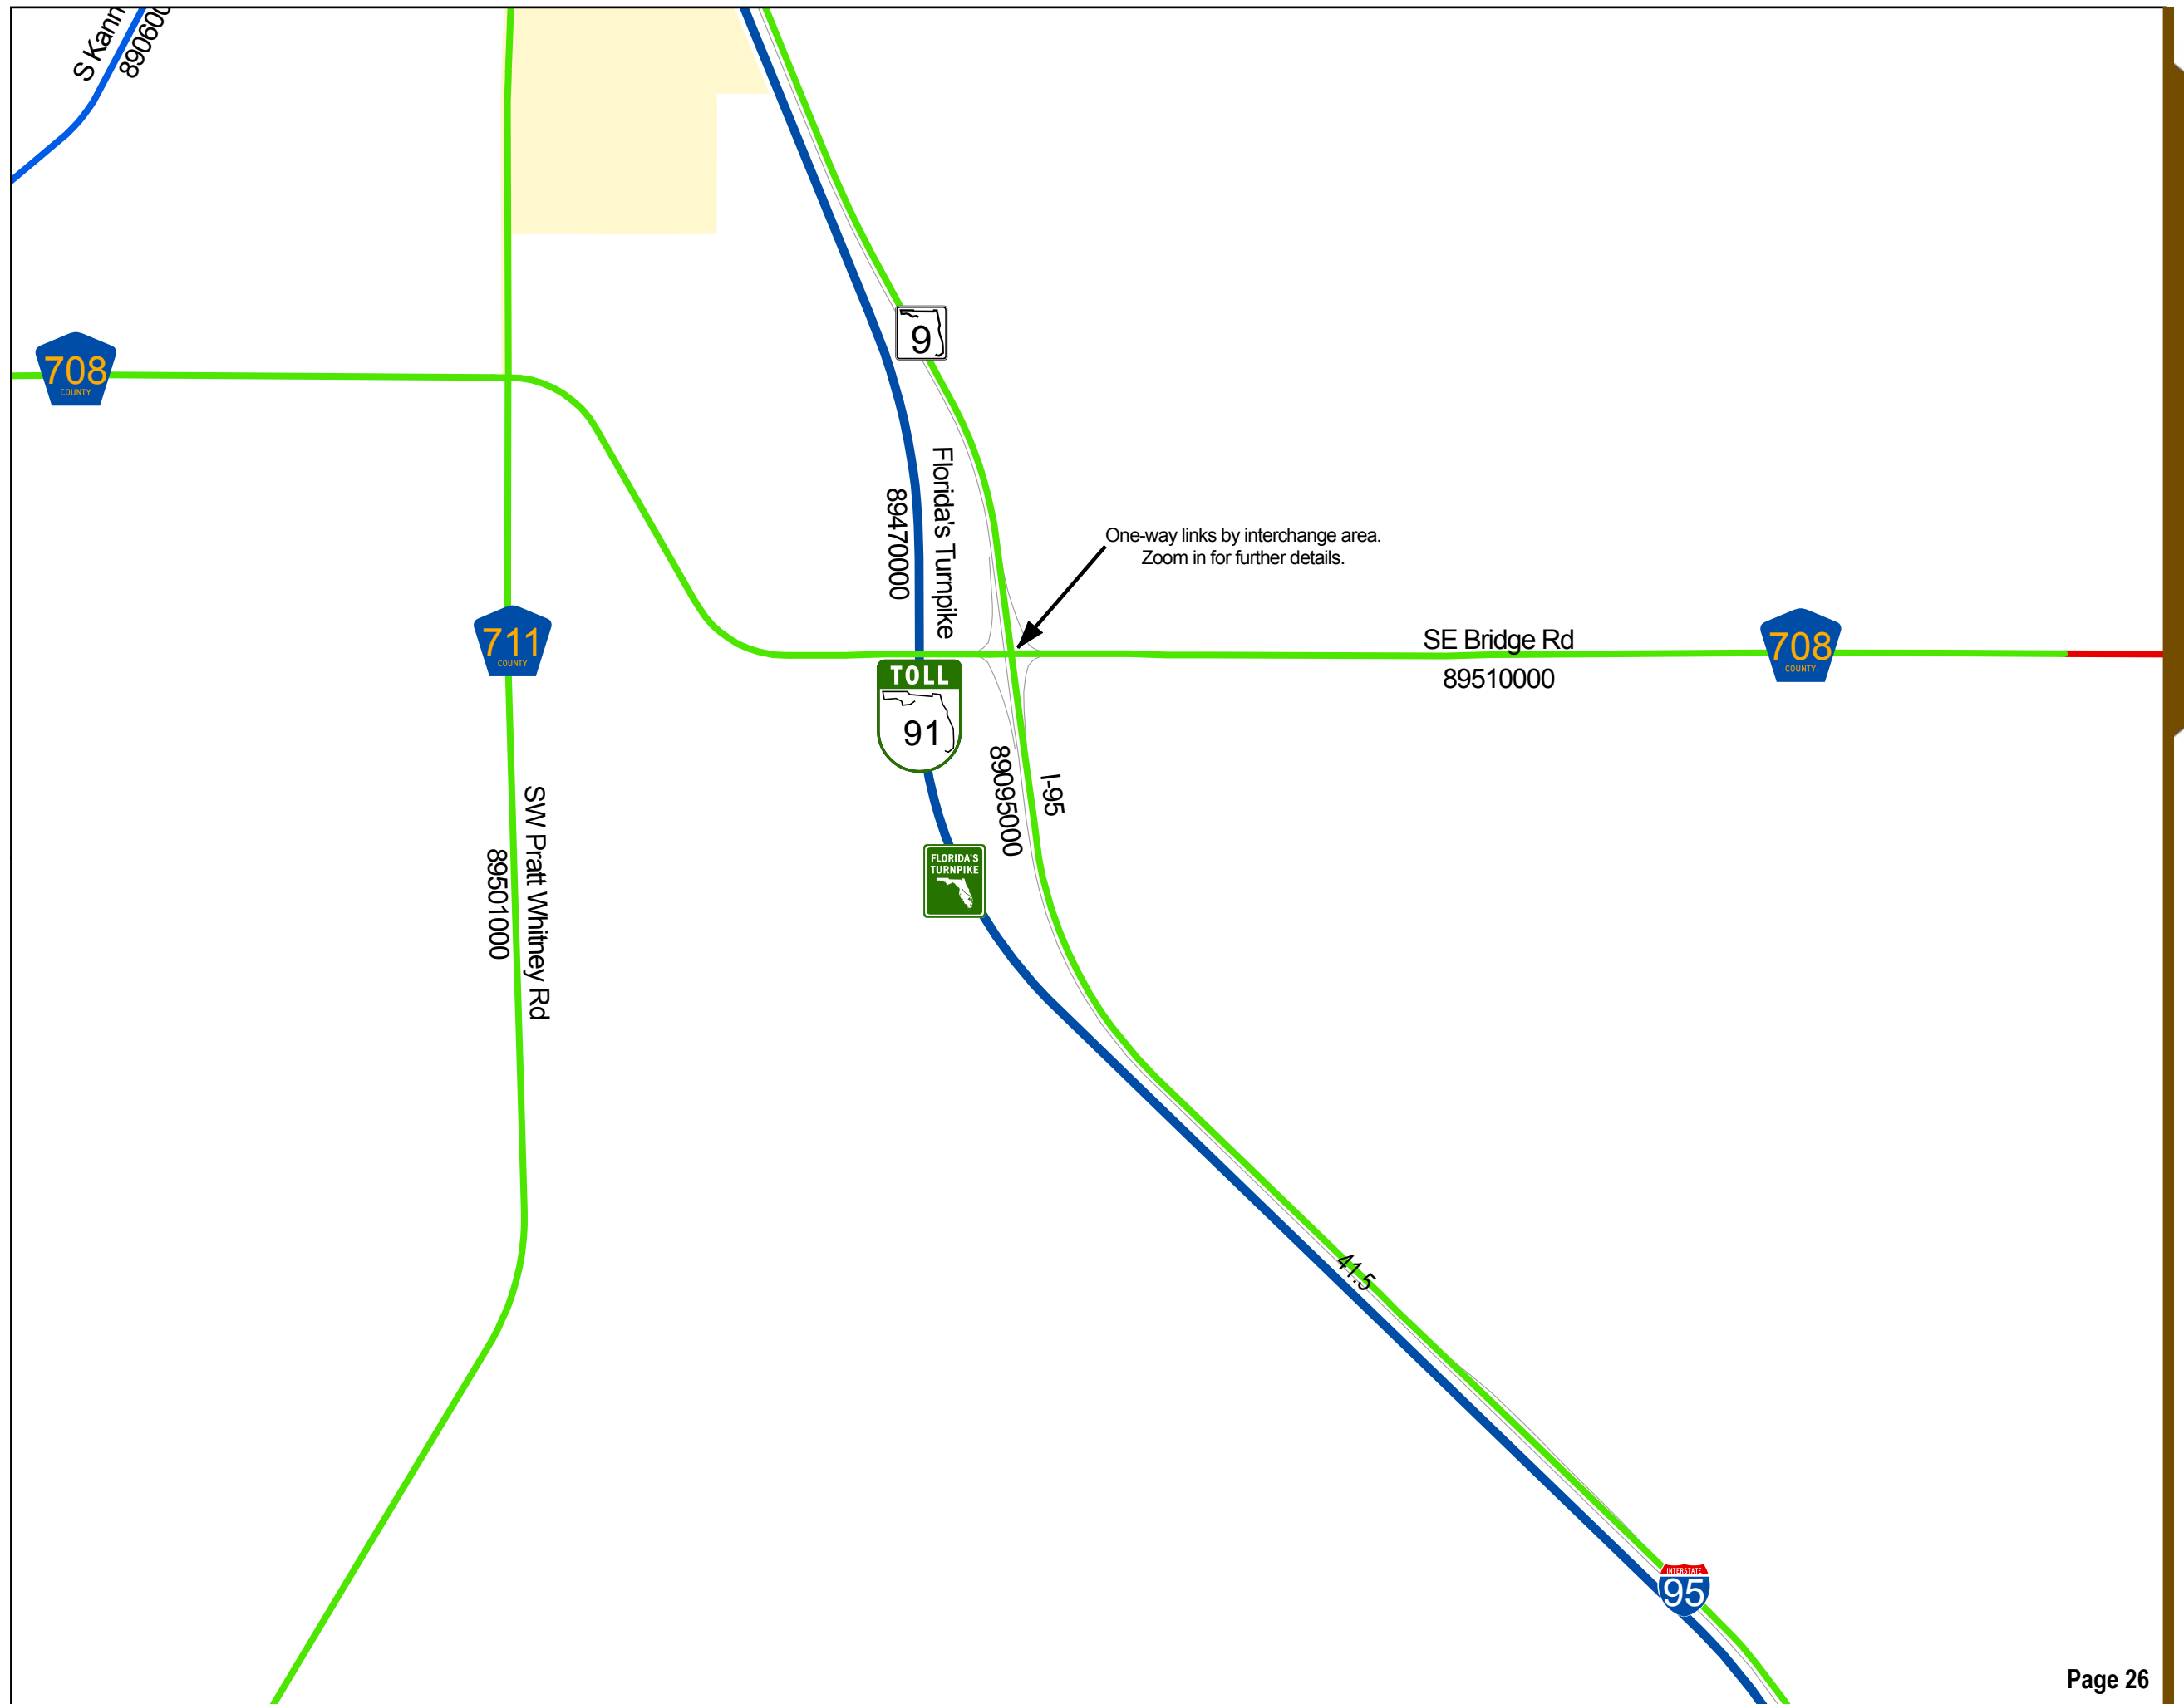 S Kann
890600
9
708
COUNTY
Florida's Turnpike
89470000
One-way links by interchange area.
Zoom in for further details.
711
COUNTY
SE Bridge Rd
89510000
708
COUNTY
TOLL
91
I-95
89095000
SW Pratt Whitney Rd
89501000
FLORIDA'S
TURNPIKE
41.5
INTERSTATE
95
Page 26